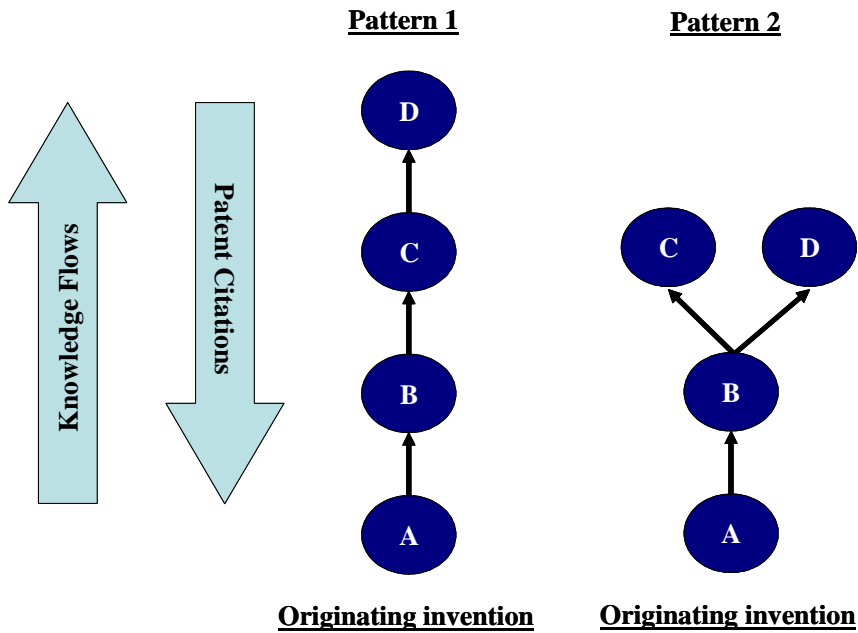 Pattern 1
Pattern 2
Knowledge Flows
Patent Citations
D
C
B
A
C
D
B
A
Originating invention
Originating invention